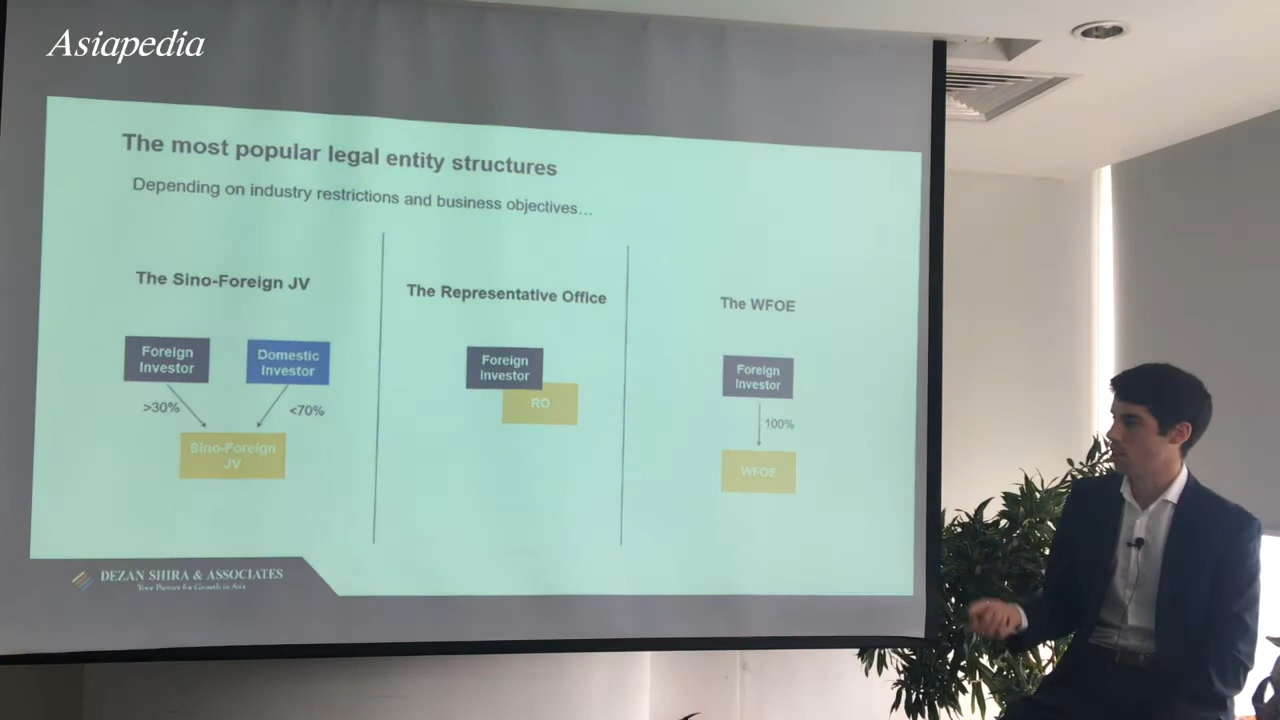 Asiapedia
The most popular legal entity structures
Depending on industry restrictions and business objectives…
The Sino-Foreign JV
Foreign
Investor
Domestic
Investor
>30%
<70%
Sino-Foreign
JV
The Representative Office
Foreign
Investor
RO
The WFOE
Foreign
Investor
100%
WFOE
DEZAN SHIRA & ASSOCIATES
Your Partner for Growth in Asia